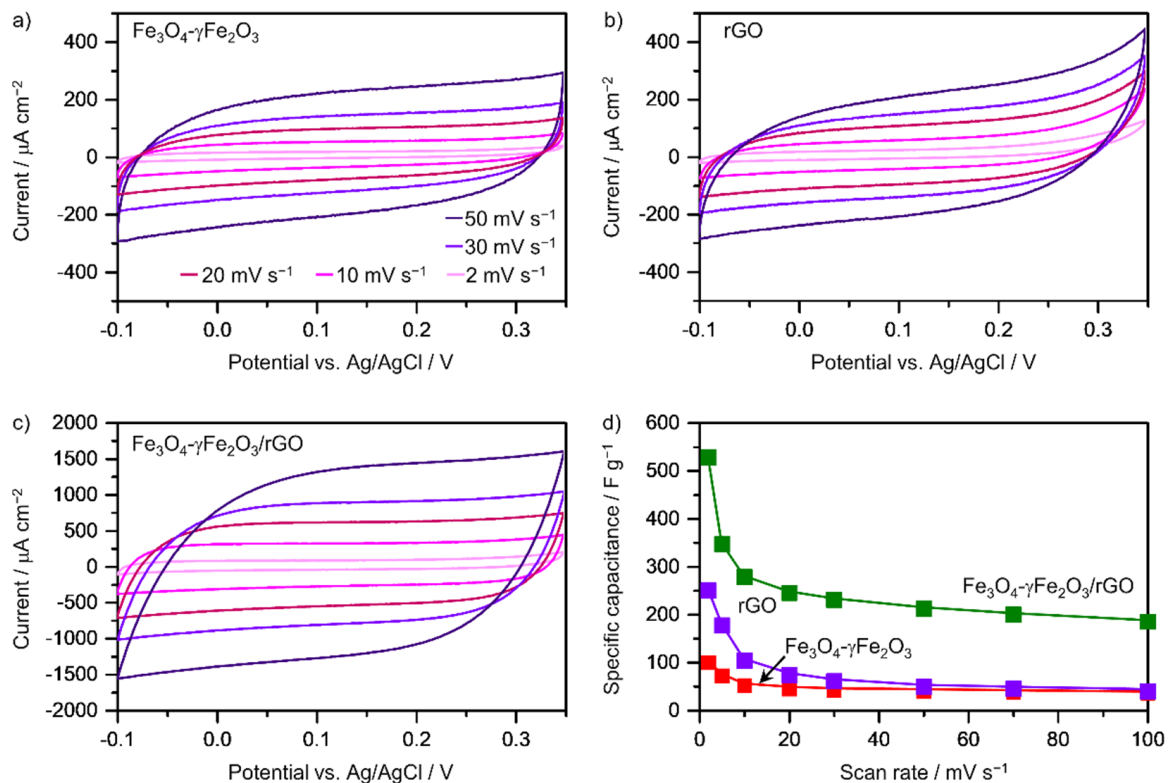 a)
Fe₃O₄-γFe₂O₃
400
200
0
-200
-400
Current / μA cm⁻²
50 mV s⁻¹
30 mV s⁻¹
20 mV s⁻¹ 10 mV s⁻¹ 2 mV s⁻¹
-0.1 0.0 0.1 0.2 0.3
Potential vs. Ag/AgCl / V
b)
rGO
400
200
0
-200
-400
Current / μA cm⁻²
-0.1 0.0 0.1 0.2 0.3
Potential vs. Ag/AgCl / V
c)
Fe₃O₄-γFe₂O₃/rGO
2000
1500
1000
500
0
-500
-1000
-1500
-2000
Current / μA cm⁻²
-0.1 0.0 0.1 0.2 0.3
Potential vs. Ag/AgCl / V
d)
600
500
400
300
200
100
0
Specific capacitance / F g⁻¹
Fe₃O₄-γFe₂O₃/rGO
rGO
Fe₃O₄-γFe₂O₃
0 20 40 60 80 100
Scan rate / mV s⁻¹